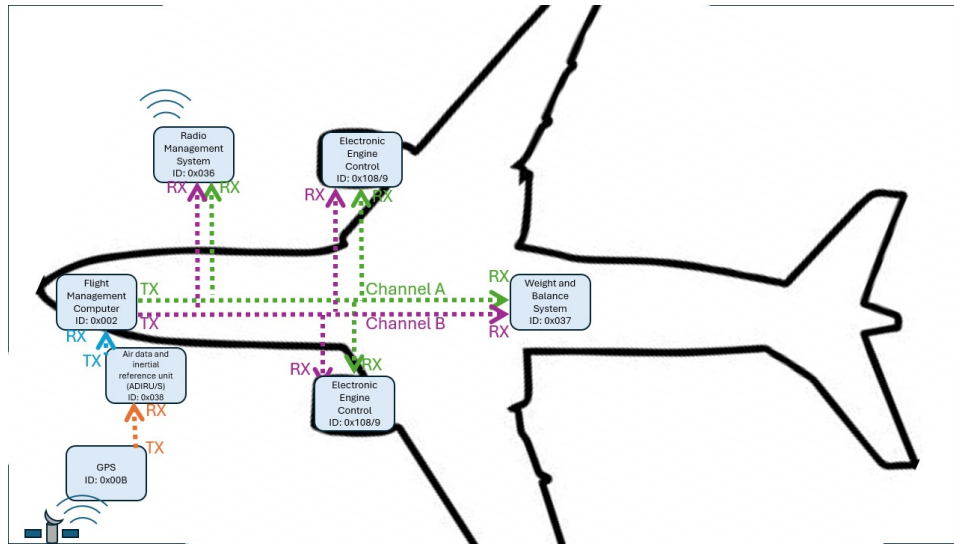 Radio
Management
System
ID: 0x036
RX
RX
Electronic
Engine
Control
ID: 0x108/9
RX
RX
Flight
Management
Computer
ID: 0x002
TX
TX
Channel A
Channel B
RX
RX
Weight and
Balance
System
ID: 0x037
RX
TX
Air data and
inertial
reference unit
(ADIRU/S)
ID: 0x038
RX
TX
GPS
ID: 0x00B
RX
RX
Electronic
Engine
Control
ID: 0x108/9